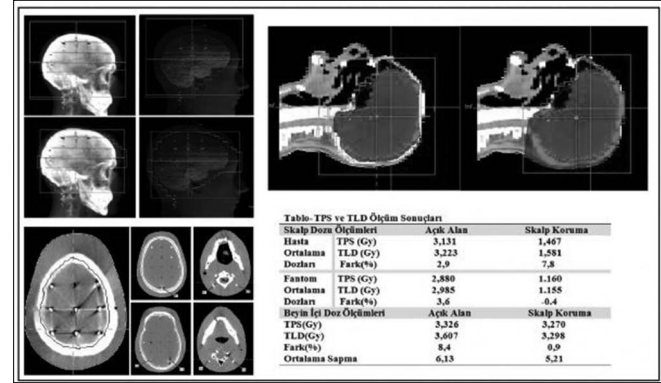 Tablo-TPS ve TLD Ölçüm Sonuçları
Skalp Dozu Ölçümleri Açık Alan Skalp Koruma
Hasta TPS (Gy) 3,131 1,467
Ortalama TLD (Gy) 3,223 1,581
Dozları Fark(%) 2,9 7,8
Fantom TPS (Gy) 2,880 1.160
Ortalama TLD (Gy) 2,985 1.155
Dozları Fark(%) 3,6 -0.4
Beyin İçi Doz Ölçümleri Açık Alan Skalp Koruma
TPS(Gy) 3,326 3,270
TLD(Gy) 3,607 3,298
Fark(%) 8,4 0,9
Ortalama Sapma 6,13 5,21